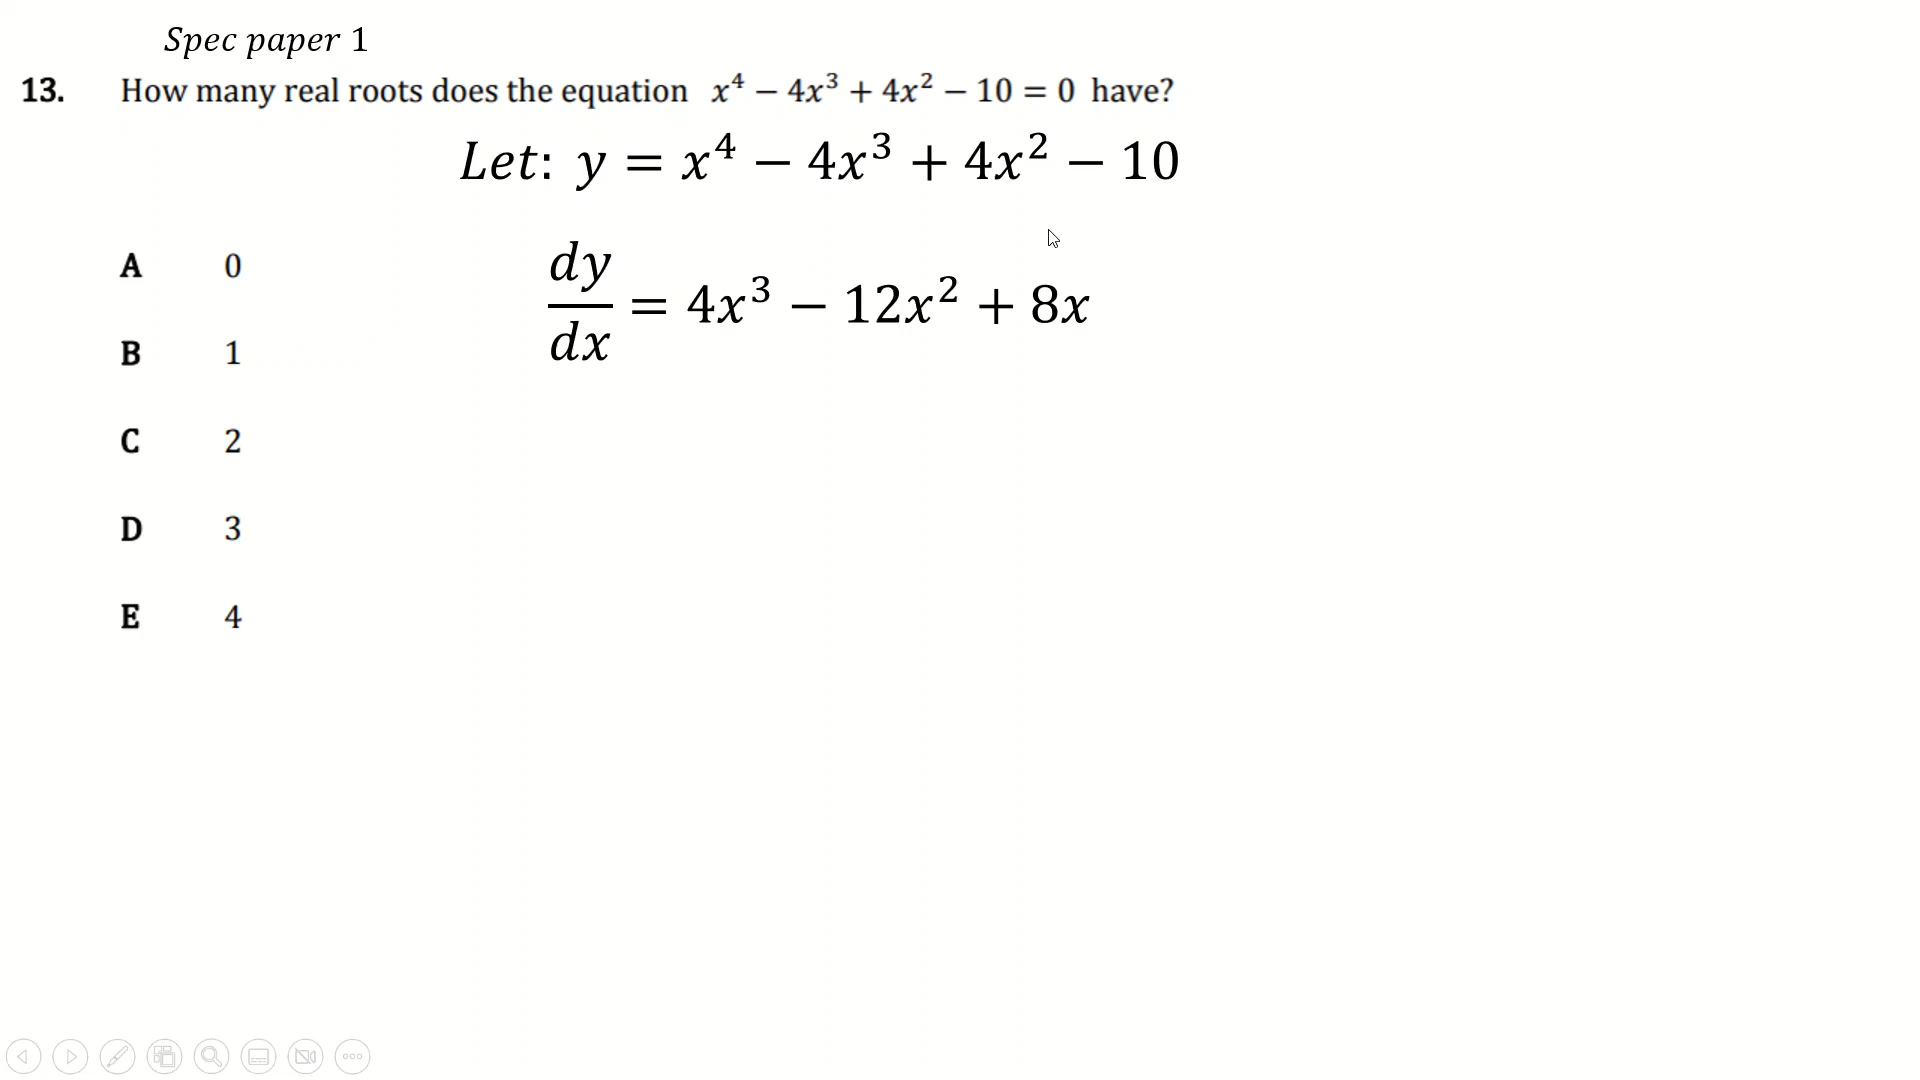 Spec paper 1
13. How many real roots does the equation x⁴ − 4x³ + 4x² − 10 = 0 have?
Let: y = x⁴ − 4x³ + 4x² − 10
dy/dx = 4x³ − 12x² + 8x
A 0
B 1
C 2
D 3
E 4